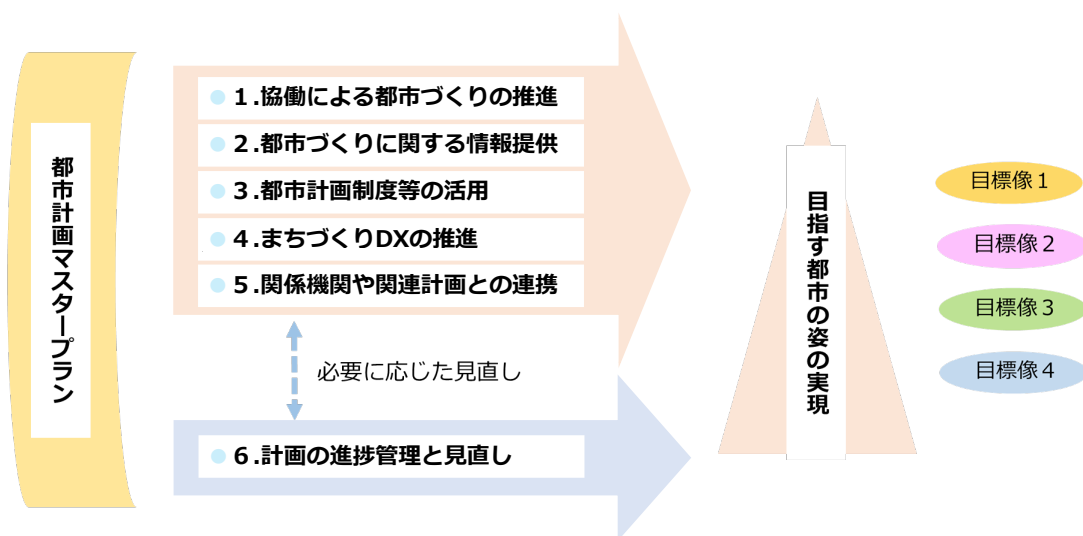 都市計画マスタープラン
１.協働による都市づくりの推進
２.都市づくりに関する情報提供
３.都市計画制度等の活用
４.まちづくりDXの推進
５.関係機関や関連計画との連携
必要に応じた見直し
６.計画の進捗管理と見直し
目指す都市の姿の実現
目標像１
目標像２
目標像３
目標像４